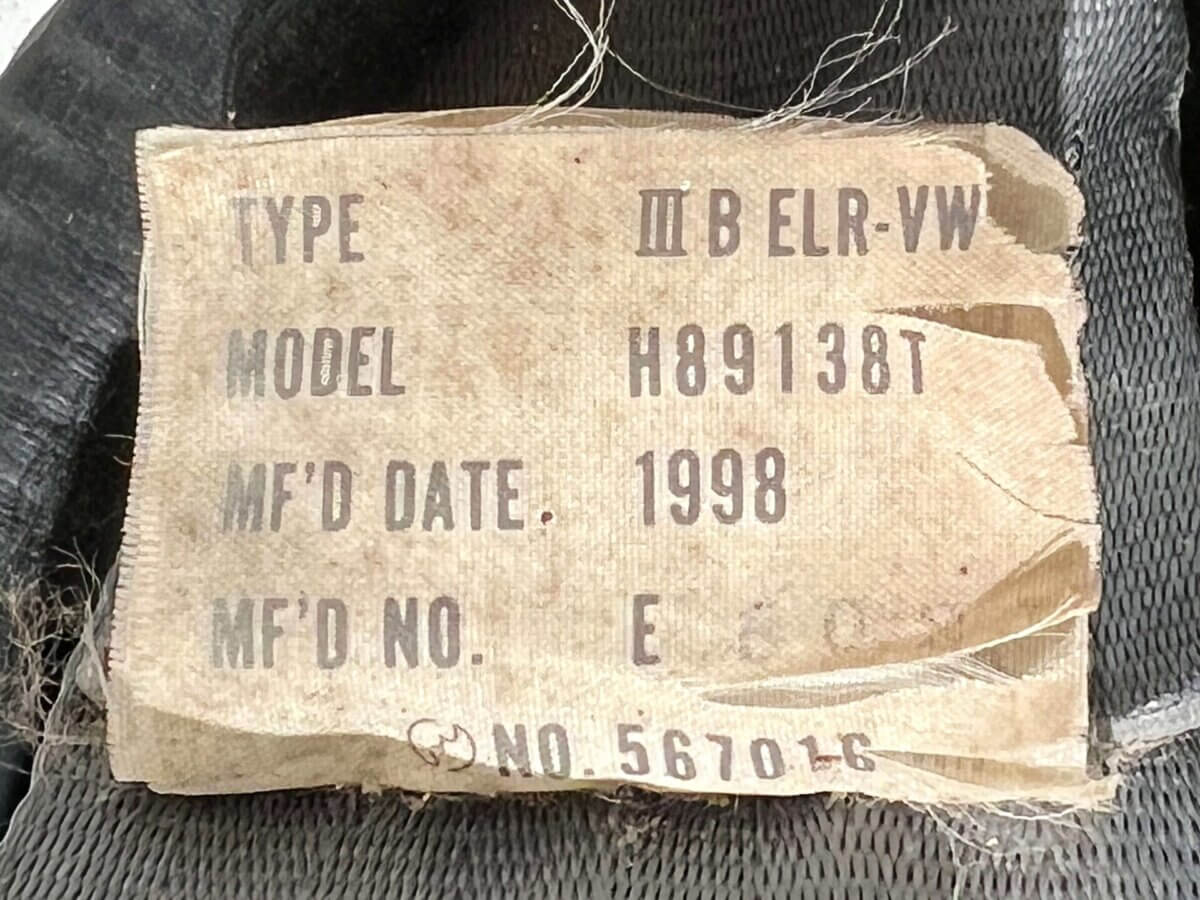 TYPE III B ELR-VW
MODEL H89138T
MF'D DATE. 1998
MF'D NO. E
NO. 567016